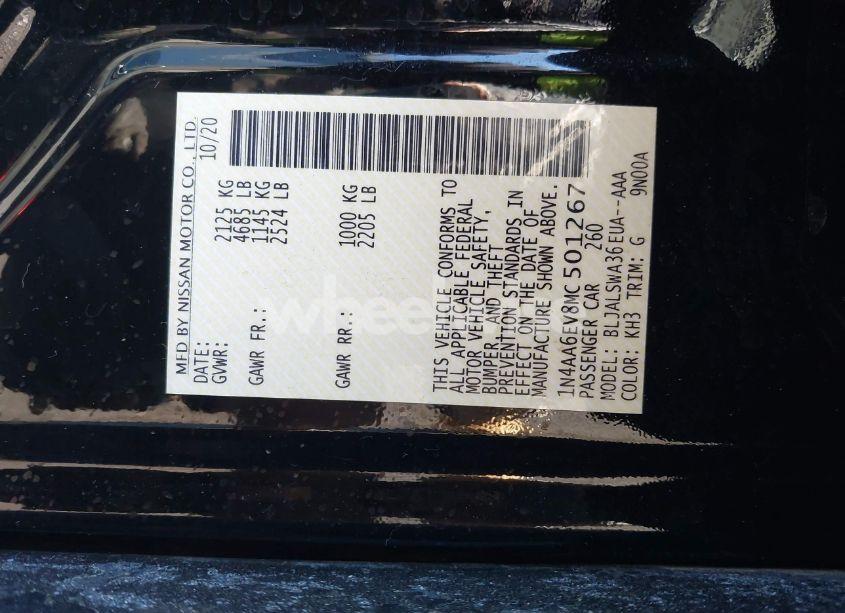 MFD BY NISSAN MOTOR CO., LTD.
DATE: 10/20
GVWR: 2125 KG
4685 LB
GAWR FR.: 1145 KG
2524 LB
GAWR RR.: 1000 KG
2205 LB
THIS VEHICLE CONFORMS TO
ALL APPLICABLE FEDERAL
MOTOR VEHICLE SAFETY,
BUMPER, AND THEFT
PREVENTION STANDARDS IN
EFFECT ON THE DATE OF
MANUFACTURE SHOWN ABOVE.
1N4AA6EV8MC501267
PASSENGER CAR 260
MODEL: BLJALSWA36EUA--AAA
COLOR: KH3 TRIM: G 9N00A